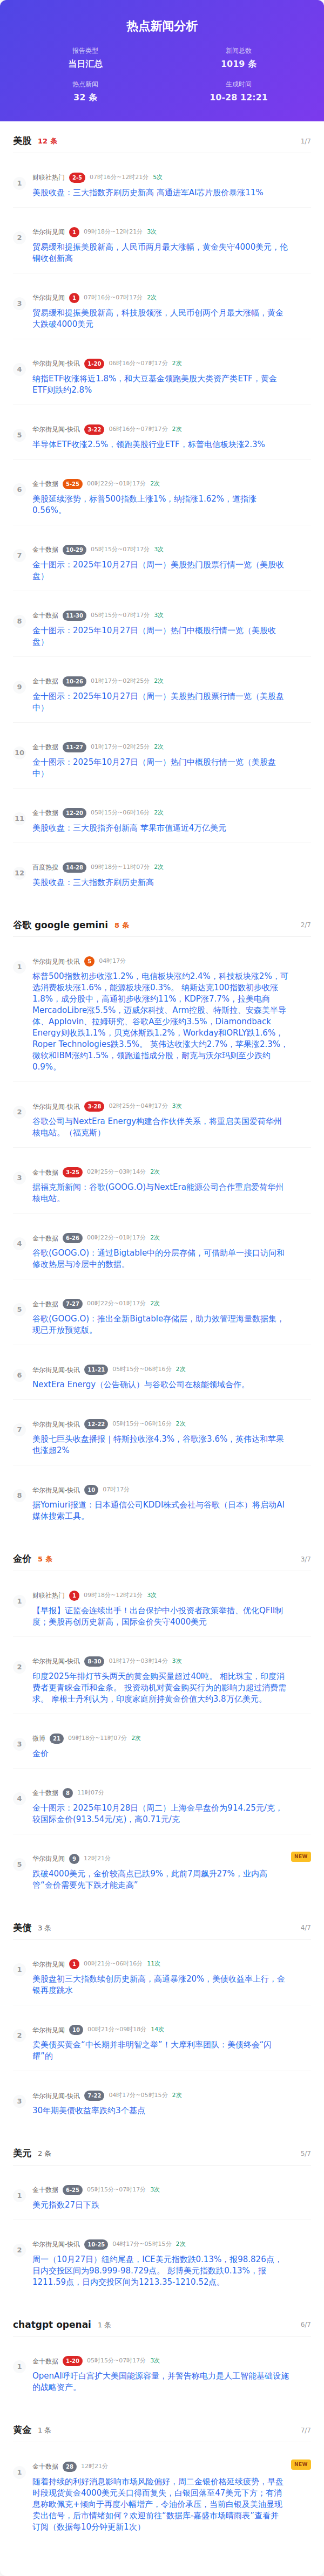 热点新闻分析
报告类型
新闻总数
当日汇总
1019 条
热点新闻
生成时间
32 条
10-28 12:21
美股 12 条 1/7
1
财联社热门 2-5 07时16分~12时21分 5次
美股收盘：三大指数齐刷历史新高 高通进军AI芯片股价暴涨11%
2
华尔街见闻 1 09时18分~12时21分 3次
贸易缓和提振美股新高，人民币两月最大涨幅，黄金失守4000美元，伦
铜收创新高
3
华尔街见闻 1 07时16分~07时17分 2次
贸易缓和提振美股新高，科技股领涨，人民币创两个月最大涨幅，黄金
大跌破4000美元
4
华尔街见闻-快讯 1-20 06时16分~07时17分 2次
纳指ETF收涨将近1.8%，和大豆基金领跑美股大类资产类ETF，黄金
ETF则跌约2.8%
5
华尔街见闻-快讯 3-22 06时16分~07时17分 2次
半导体ETF收涨2.5%，领跑美股行业ETF，标普电信板块涨2.3%
6
金十数据 5-25 00时22分~01时17分 2次
美股延续涨势，标普500指数上涨1%，纳指涨1.62%，道指涨
0.56%。
7
金十数据 10-29 05时15分~07时17分 3次
金十图示：2025年10月27日（周一）美股热门股票行情一览（美股收
盘）
8
金十数据 11-30 05时15分~07时17分 3次
金十图示：2025年10月27日（周一）热门中概股行情一览（美股收
盘）
9
金十数据 10-26 01时17分~02时25分 2次
金十图示：2025年10月27日（周一）美股热门股票行情一览（美股盘
中）
10
金十数据 11-27 01时17分~02时25分 2次
金十图示：2025年10月27日（周一）热门中概股行情一览（美股盘
中）
11
金十数据 12-20 05时15分~06时16分 2次
美股收盘：三大股指齐创新高 苹果市值逼近4万亿美元
12
百度热搜 14-28 09时18分~11时07分 2次
美股收盘：三大指数齐刷历史新高
谷歌 google gemini 8 条 2/7
1
华尔街见闻-快讯 5 04时17分
标普500指数初步收涨1.2%，电信板块涨约2.4%，科技板块涨2%，可
选消费板块涨1.6%，能源板块涨0.3%。 纳斯达克100指数初步收涨
1.8%，成分股中，高通初步收涨约11%，KDP涨7.7%，拉美电商
MercadoLibre涨5.5%，迈威尔科技、Arm控股、特斯拉、安森美半导
体、Applovin、拉姆研究、谷歌A至少涨约3.5%，Diamondback
Energy则收跌1.1%，贝克休斯跌1.2%，Workday和ORLY跌1.6%，
Roper Technologies跌3.5%。 英伟达收涨大约2.7%，苹果涨2.3%，
微软和IBM涨约1.5%，领跑道指成分股，耐克与沃尔玛则至少跌约
0.9%。
2
华尔街见闻-快讯 3-28 02时25分~04时17分 3次
谷歌公司与NextEra Energy构建合作伙伴关系，将重启美国爱荷华州
核电站。（福克斯）
3
金十数据 3-25 02时25分~03时14分 2次
据福克斯新闻：谷歌(GOOG.O)与NextEra能源公司合作重启爱荷华州
核电站。
4
金十数据 6-26 00时22分~01时17分 2次
谷歌(GOOG.O)：通过Bigtable中的分层存储，可借助单一接口访问和
修改热层与冷层中的数据。
5
金十数据 7-27 00时22分~01时17分 2次
谷歌(GOOG.O)：推出全新Bigtable存储层，助力效管理海量数据集，
现已开放预览版。
6
华尔街见闻-快讯 11-21 05时15分~06时16分 2次
NextEra Energy（公告确认）与谷歌公司在核能领域合作。
7
华尔街见闻-快讯 12-22 05时15分~06时16分 2次
美股七巨头收盘播报｜特斯拉收涨4.3%，谷歌涨3.6%，英伟达和苹果
也涨超2%
8
华尔街见闻-快讯 10 07时17分
据Yomiuri报道：日本通信公司KDDI株式会社与谷歌（日本）将启动AI
媒体搜索工具。
金价 5 条 3/7
1
财联社热门 1 09时18分~12时21分 3次
【早报】证监会连续出手！出台保护中小投资者政策举措、优化QFII制
度；美股再创历史新高，国际金价失守4000美元
2
华尔街见闻-快讯 8-30 01时17分~03时14分 3次
印度2025年排灯节头两天的黄金购买量超过40吨。 相比珠宝，印度消
费者更青睐金币和金条。 投资动机对黄金购买行为的影响力超过消费需
求。 摩根士丹利认为，印度家庭所持黄金价值大约3.8万亿美元。
3
微博 21 09时18分~11时07分 2次
金价
4
金十数据 8 11时07分
金十图示：2025年10月28日（周二）上海金早盘价为914.25元/克，
较国际金价(913.54元/克)，高0.71元/克
5
华尔街见闻 9 12时21分
NEW
跌破4000美元，金价较高点已跌9%，此前7周飙升27%，业内高
管“金价需要先下跌才能走高”
美债 3 条 4/7
1
华尔街见闻 1 00时21分~06时16分 11次
美股盘初三大指数续创历史新高，高通暴涨20%，美债收益率上行，金
银再度跳水
2
华尔街见闻 10 00时21分~09时18分 14次
卖美债买黄金“中长期并非明智之举”！大摩利率团队：美债终会“闪
耀”的
3
华尔街见闻-快讯 7-22 04时17分~05时15分 2次
30年期美债收益率跌约3个基点
美元 2 条 5/7
1
金十数据 6-25 05时15分~07时17分 3次
美元指数27日下跌
2
华尔街见闻-快讯 10-25 04时17分~05时15分 2次
周一（10月27日）纽约尾盘，ICE美元指数跌0.13%，报98.826点，
日内交投区间为98.999-98.729点。 彭博美元指数跌0.13%，报
1211.59点，日内交投区间为1213.35-1210.52点。
chatgpt openai 1 条 6/7
1
金十数据 1-20 05时15分~07时17分 3次
OpenAI呼吁白宫扩大美国能源容量，并警告称电力是人工智能基础设施
的战略资产。
黄金 1 条 7/7
1
金十数据 28 12时21分
NEW
随着持续的利好消息影响市场风险偏好，周二金银价格延续疲势，早盘
时段现货黄金4000美元关口得而复失，白银回落至47美元下方；有消
息称欧佩克+倾向于再度小幅增产，令油价承压，当前白银及美油显现
卖出信号，后市情绪如何？欢迎前往“数据库-嘉盛市场晴雨表”查看并
订阅（数据每10分钟更新1次）